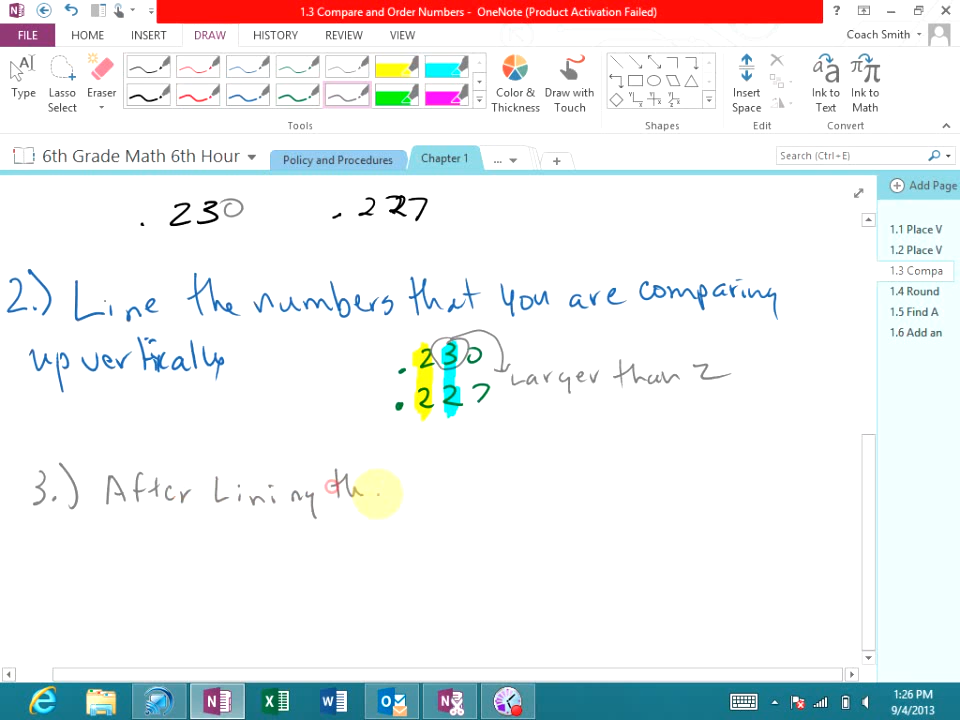 1.3 Compare and Order Numbers - OneNote (Product Activation Failed)
FILE HOME INSERT DRAW HISTORY REVIEW VIEW Coach Smith
Type Lasso Select Eraser Color & Thickness Draw with Touch Insert Space Ink to Text Ink to Math
Tools Shapes Edit Convert
6th Grade Math 6th Hour Policy and Procedures Chapter 1 ... Search (Ctrl+E)
Add Page
1.1 Place V
1.2 Place V
1.3 Compa
1.4 Round
1.5 Find A
1.6 Add an
.230 .227
2.) Line the numbers that you are comparing
up vertically
.230
.227
Larger than 2
3.) After Lining th
1:26 PM
9/4/2013